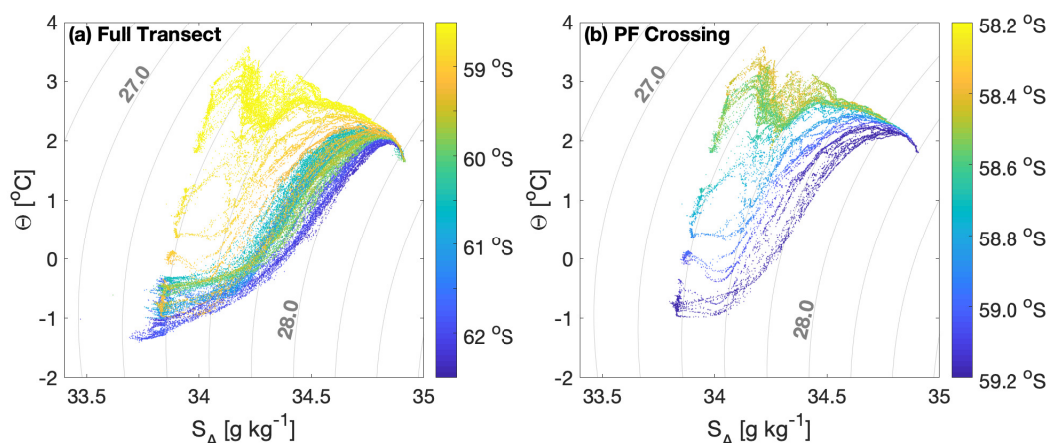 (a) Full Transect
4
3
2
1
0
-1
-2
Θ [°C]
33.5
34
34.5
35
S_A [g kg⁻¹]
27.0
28.0
59 °S
60 °S
61 °S
62 °S
(b) PF Crossing
4
3
2
1
0
-1
-2
Θ [°C]
33.5
34
34.5
35
S_A [g kg⁻¹]
27.0
28.0
58.2 °S
58.4 °S
58.6 °S
58.8 °S
59.0 °S
59.2 °S